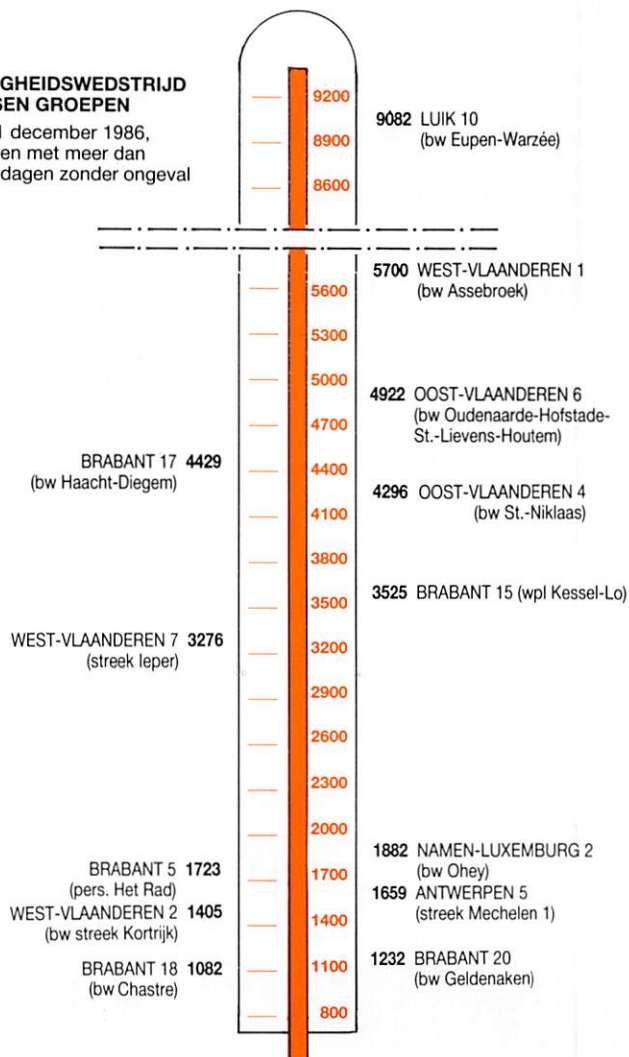 GHEIDSWEDSTRIJD
SEN GROEPEN
december 1986,
en met meer dan
dagen zonder ongeval
9200
8900
8600
9082 LUIK 10
(bw Eupen-Warzée)
5700 WEST-VLAANDEREN 1
(bw Assebroek)
5600
5300
5000
4922 OOST-VLAANDEREN 6
(bw Oudenaarde-Hofstade-
St.-Lievens-Houtem)
4700
BRABANT 17 4429
(bw Haacht-Diegem)
4400
4296 OOST-VLAANDEREN 4
(bw St.-Niklaas)
4100
3800
3525 BRABANT 15 (wpl Kessel-Lo)
3500
WEST-VLAANDEREN 7 3276
(streek Ieper)
3200
2900
2600
2300
2000
1882 NAMEN-LUXEMBURG 2
(bw Ohey)
BRABANT 5 1723
(pers. Het Rad)
1700
1659 ANTWERPEN 5
(streek Mechelen 1)
WEST-VLAANDEREN 2 1405
(bw streek Kortrijk)
1400
1232 BRABANT 20
(bw Geldenaken)
BRABANT 18 1082
(bw Chastre)
1100
800